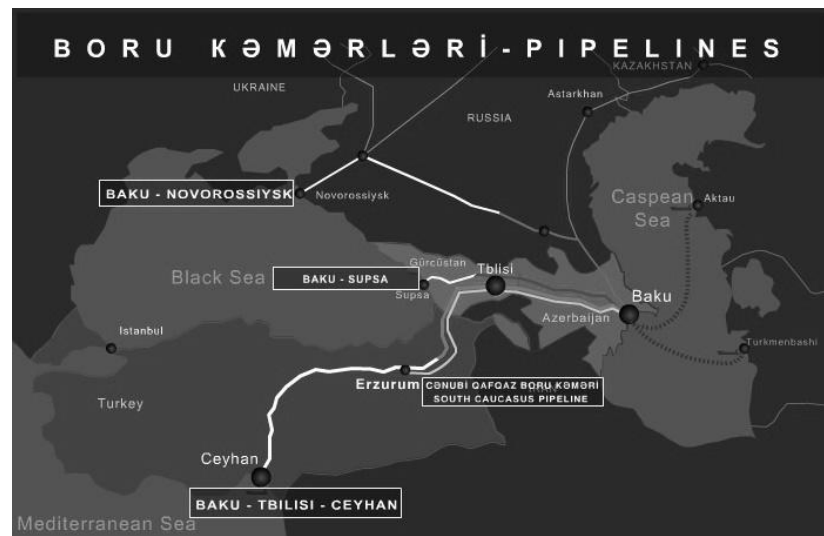 BORU KƏMƏRLƏRİ-PIPELINES
KAZAKHSTAN
UKRAINE
Astarkhan
RUSSIA
BAKU - NOVOROSSIYSK
Novorossiysk
Caspean
Sea
Aktau
Gürcüstan
Tblisi
Black Sea
BAKU - SUPSA
Supsa
Baku
Azerbaijan
Istanbul
Turkmenbashi
Erzurum
CƏNUBİ QAFQAZ BORU KƏMƏRİ
SOUTH CAUCASUS PIPELINE
Turkey
Ceyhan
BAKU - TBILISI - CEYHAN
Mediterranean Sea